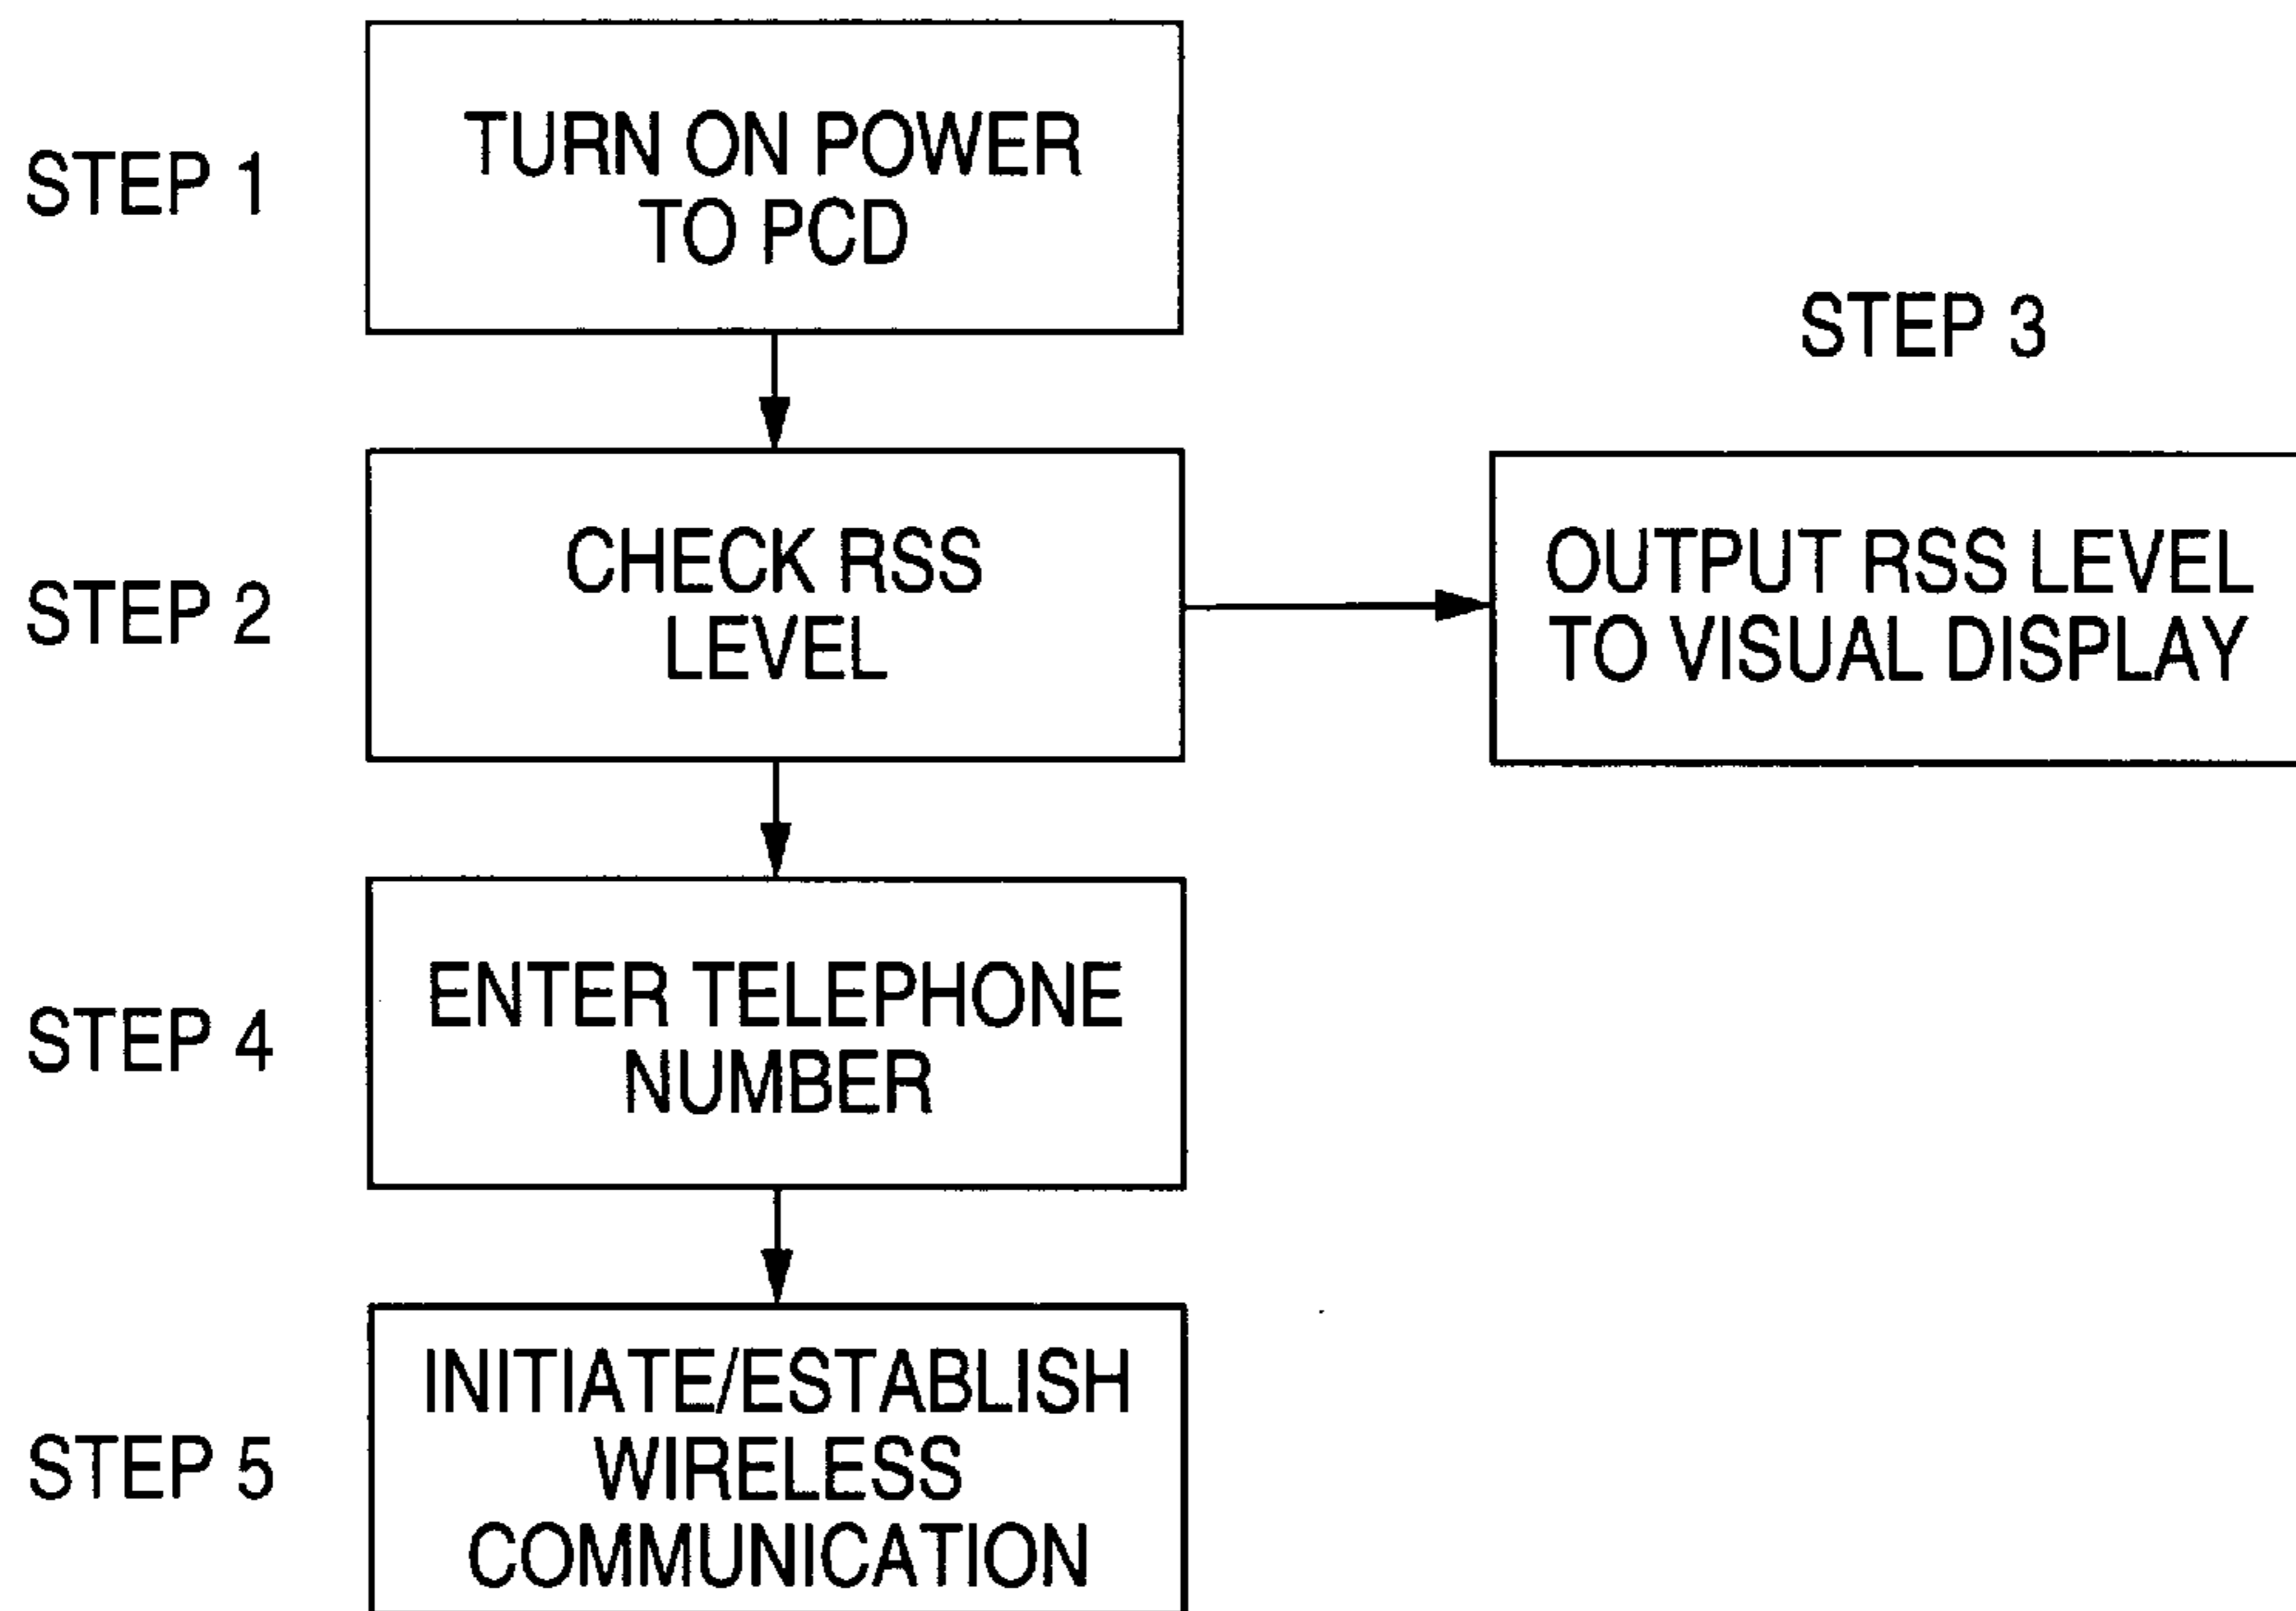 STEP 1
TURN ON POWER
TO PCD
STEP 2
CHECK RSS
LEVEL
STEP 3
OUTPUT RSS LEVEL
TO VISUAL DISPLAY
STEP 4
ENTER TELEPHONE
NUMBER
STEP 5
INITIATE/ESTABLISH
WIRELESS
COMMUNICATION